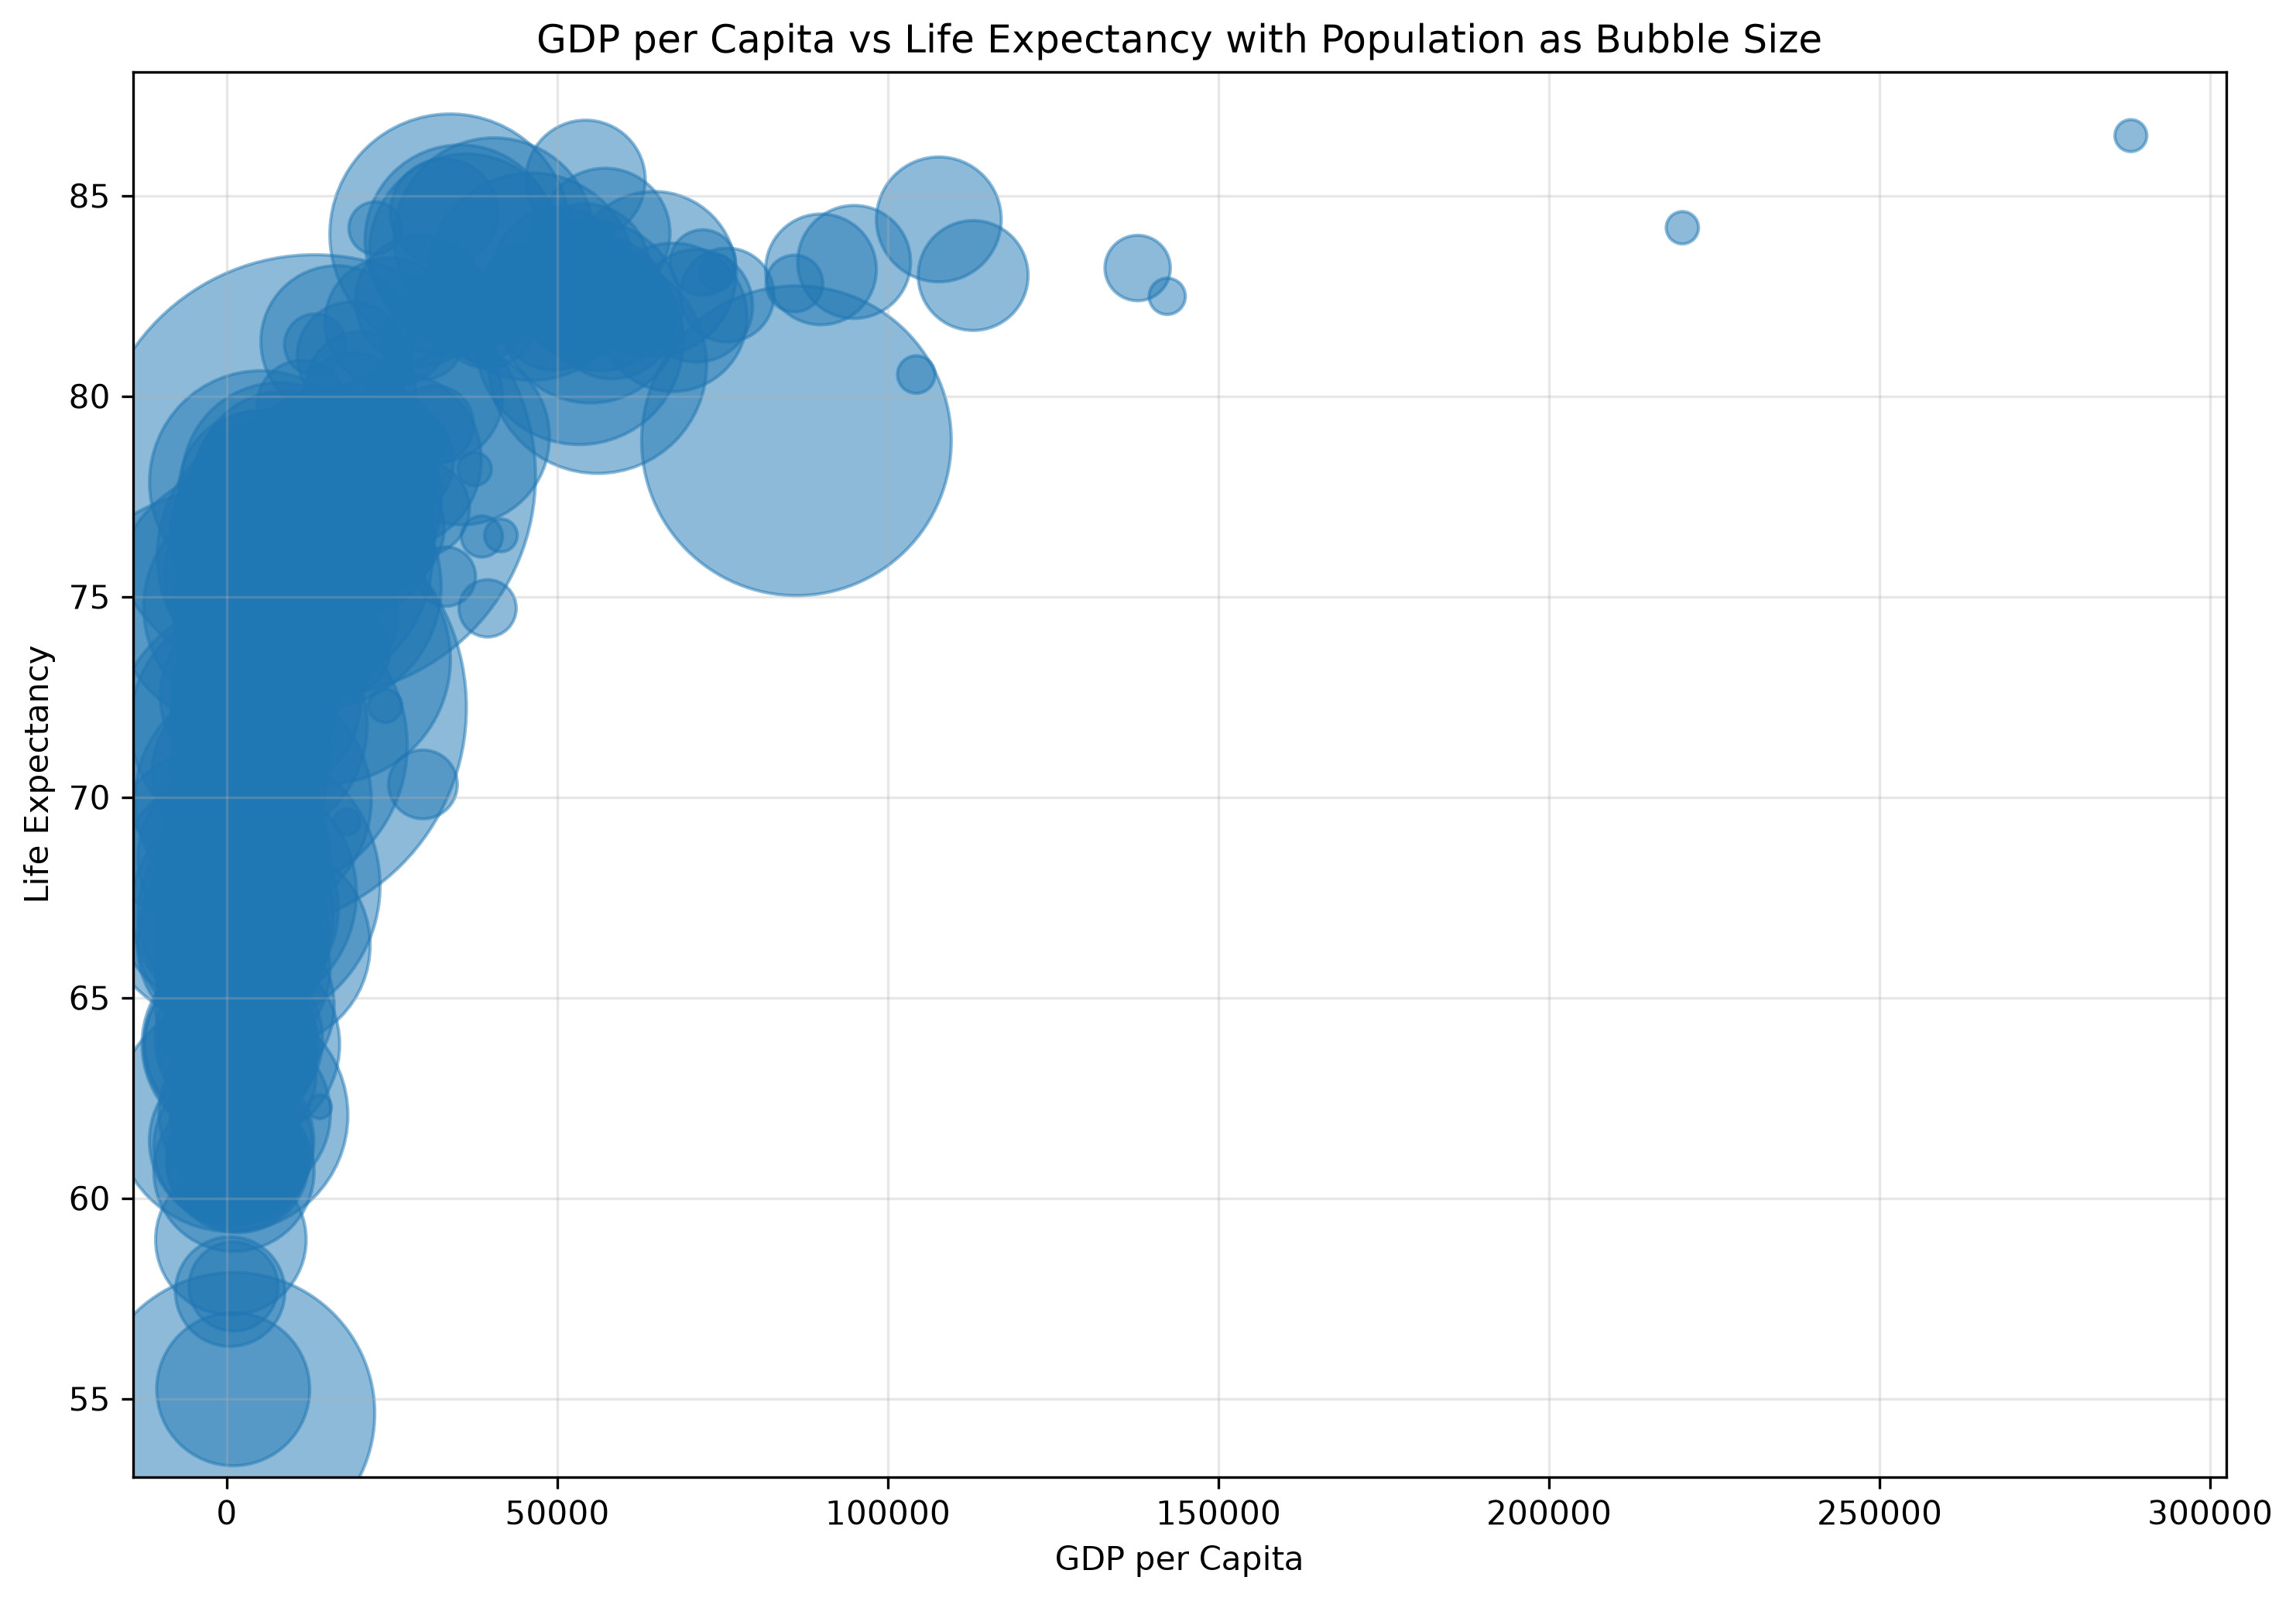 GDP per Capita vs Life Expectancy with Population as Bubble Size
Life Expectancy
85
80
75
70
65
60
55
0 50000 100000 150000 200000 250000 300000
GDP per Capita